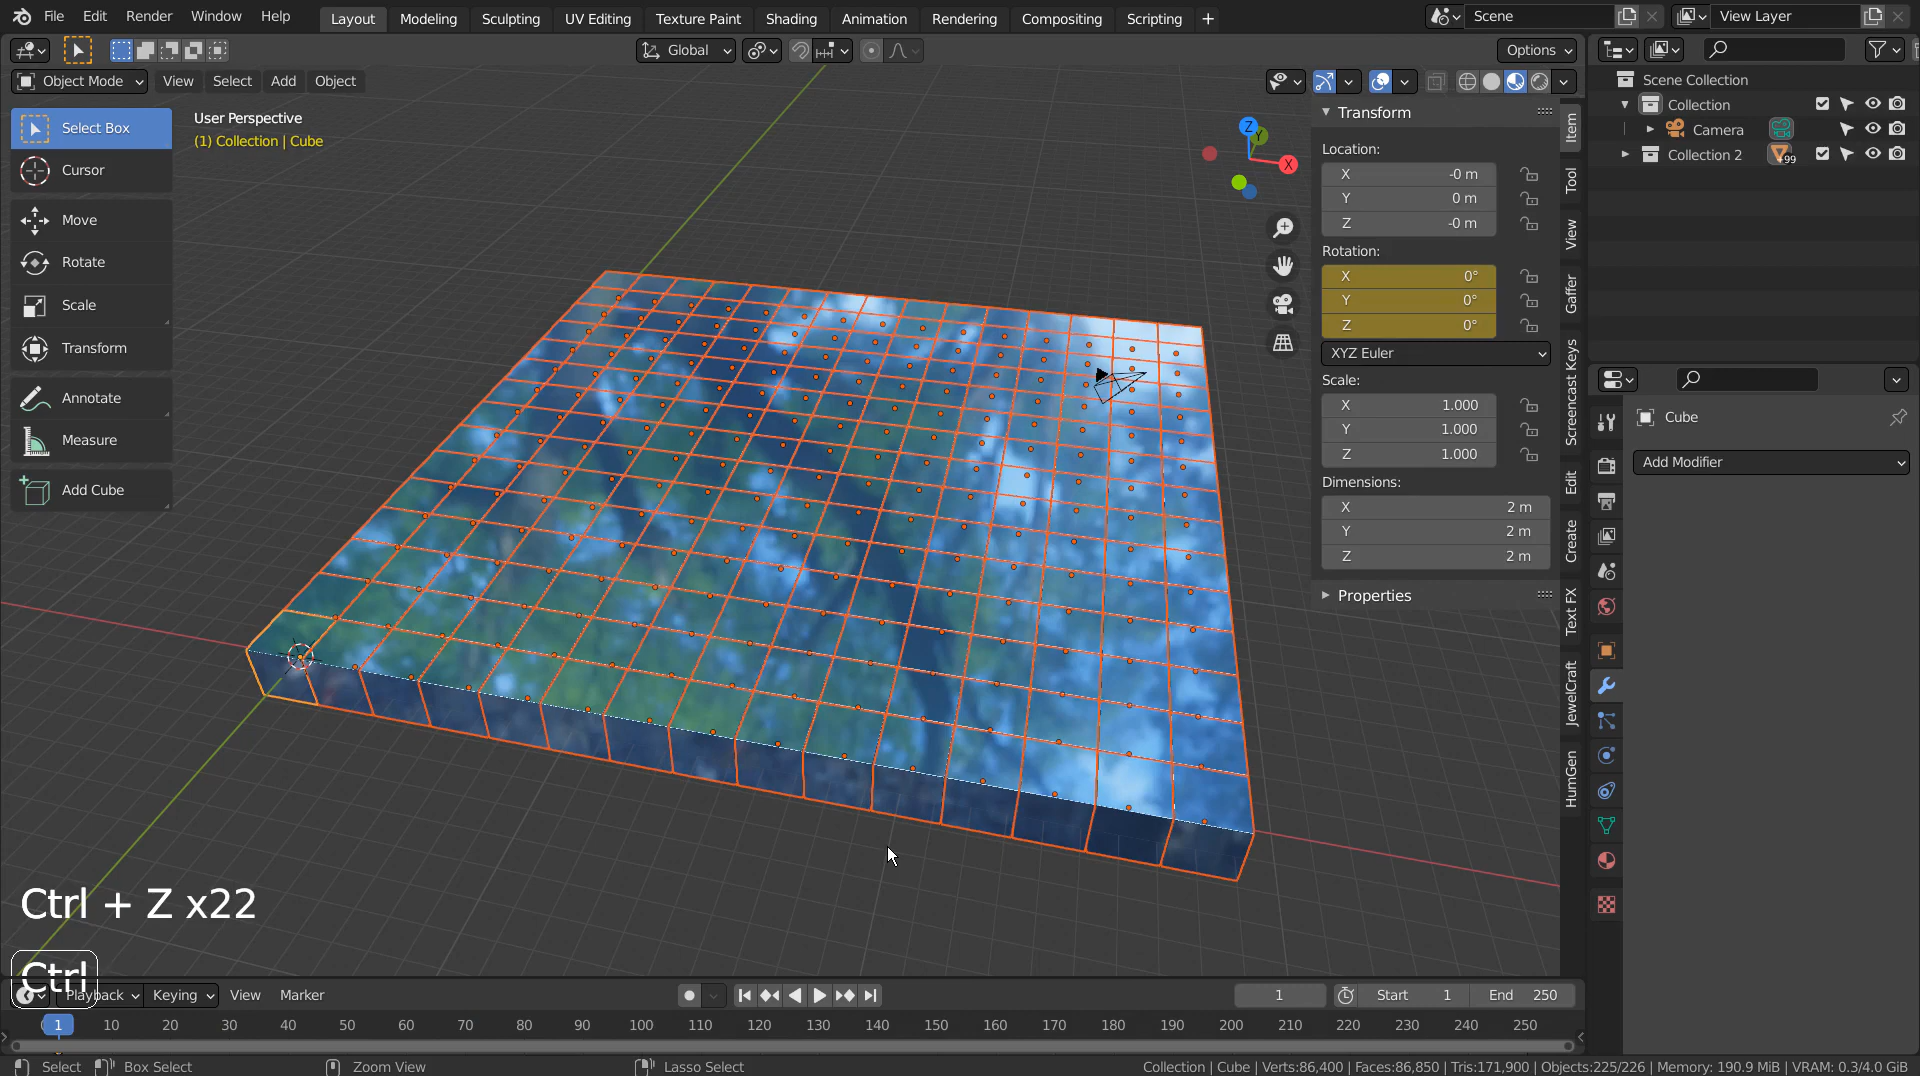 File Edit Render Window Help Layout Modeling Sculpting UV Editing Texture Paint Shading Animation Rendering Compositing Scripting + Scene View Layer
Global Options
Object Mode View Select Add Object
Select Box
Cursor
Move
Rotate
Scale
Transform
Annotate
Measure
Add Cube
User Perspective
(1) Collection | Cube
Z
Y
X
Transform
Location:
X -0 m
Y 0 m
Z -0 m
Rotation:
X 0°
Y 0°
Z 0°
XYZ Euler
Scale:
X 1.000
Y 1.000
Z 1.000
Dimensions:
X 2 m
Y 2 m
Z 2 m
Properties
Item
Tool
View
Gaffer
Screencast Keys
Edit
Create
Text FX
JewelCraft
HumGen
Scene Collection
Collection
Camera
Collection 2 +99
Cube
Add Modifier
Ctrl + Z x22
Ctrl
Playback Keying View Marker 1 Start 1 End 250
1 10 20 30 40 50 60 70 80 90 100 110 120 130 140 150 160 170 180 190 200 210 220 230 240 250
Select Box Select Zoom View Lasso Select Collection | Cube | Verts:86,400 | Faces:86,850 | Tris:171,900 | Objects:225/226 | Memory: 190.9 MiB | VRAM: 0.3/4.0 GiB